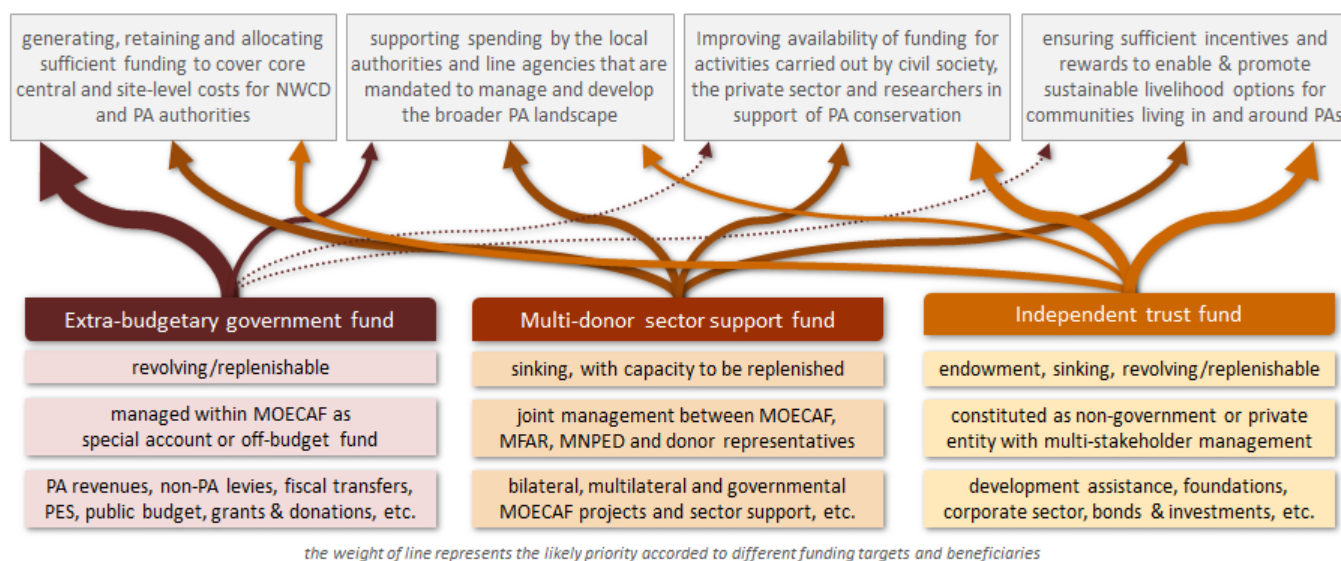 generating, retaining and allocating
sufficient funding to cover core
central and site-level costs for NWCD
and PA authorities
supporting spending by the local
authorities and line agencies that are
mandated to manage and develop
the broader PA landscape
Improving availability of funding for
activities carried out by civil society,
the private sector and researchers in
support of PA conservation
ensuring sufficient incentives and
rewards to enable & promote
sustainable livelihood options for
communities living in and around PAs
Extra-budgetary government fund
revolving/replenishable
managed within MOECAF as
special account or off-budget fund
PA revenues, non-PA levies, fiscal transfers,
PES, public budget, grants & donations, etc.
Multi-donor sector support fund
sinking, with capacity to be replenished
joint management between MOECAF,
MFAR, MNPED and donor representatives
bilateral, multilateral and governmental
MOECAF projects and sector support, etc.
Independent trust fund
endowment, sinking, revolving/replenishable
constituted as non-government or private
entity with multi-stakeholder management
development assistance, foundations,
corporate sector, bonds & investments, etc.
the weight of line represents the likely priority accorded to different funding targets and beneficiaries